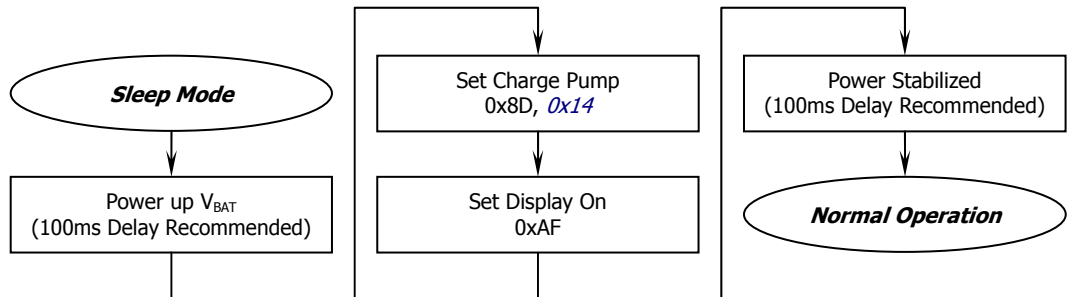 Sleep Mode
Power up VBAT
(100ms Delay Recommended)
Set Charge Pump
0x8D, 0x14
Set Display On
0xAF
Power Stabilized
(100ms Delay Recommended)
Normal Operation